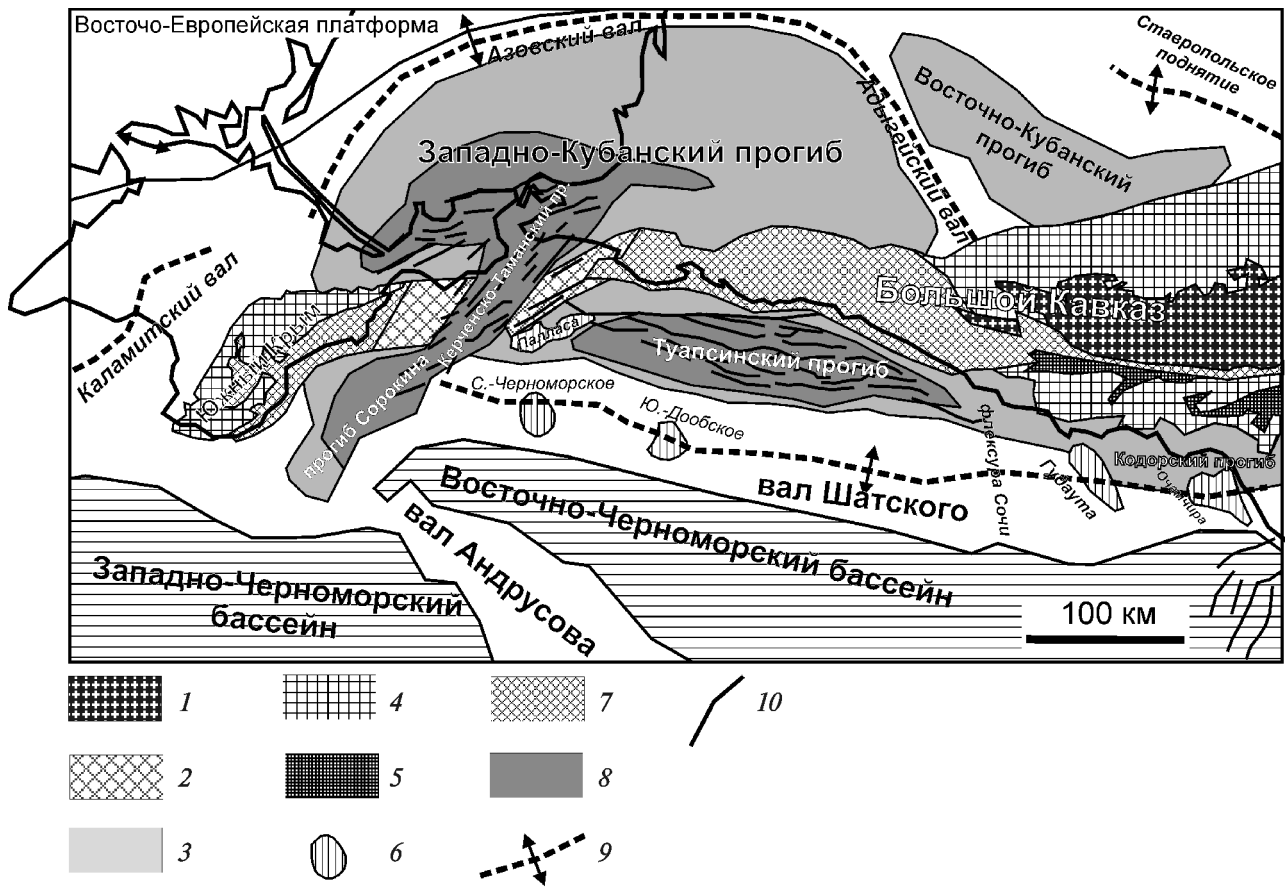 Восточо-Европейская платформа
Азовский вал
Ставропольское
поднятие
Восточно-Кубанский
прогиб
Адыгейский вал
Западно-Кубанский прогиб
Керченско-Таманский пр.
Каламитский вал
Южный Крым
Большой Кавказ
Палласа
Туапсинский прогиб
прогиб Сорокина
С.-Черноморское
Ю.-Дообское
флексура Сочи
Гудаута
Кодорский прогиб
Очамчира
вал Шатского
Восточно-Черноморский бассейн
вал Андрусова
Западно-Черноморский
бассейн
100 км
1
4
7
10
2
5
8
3
6
9